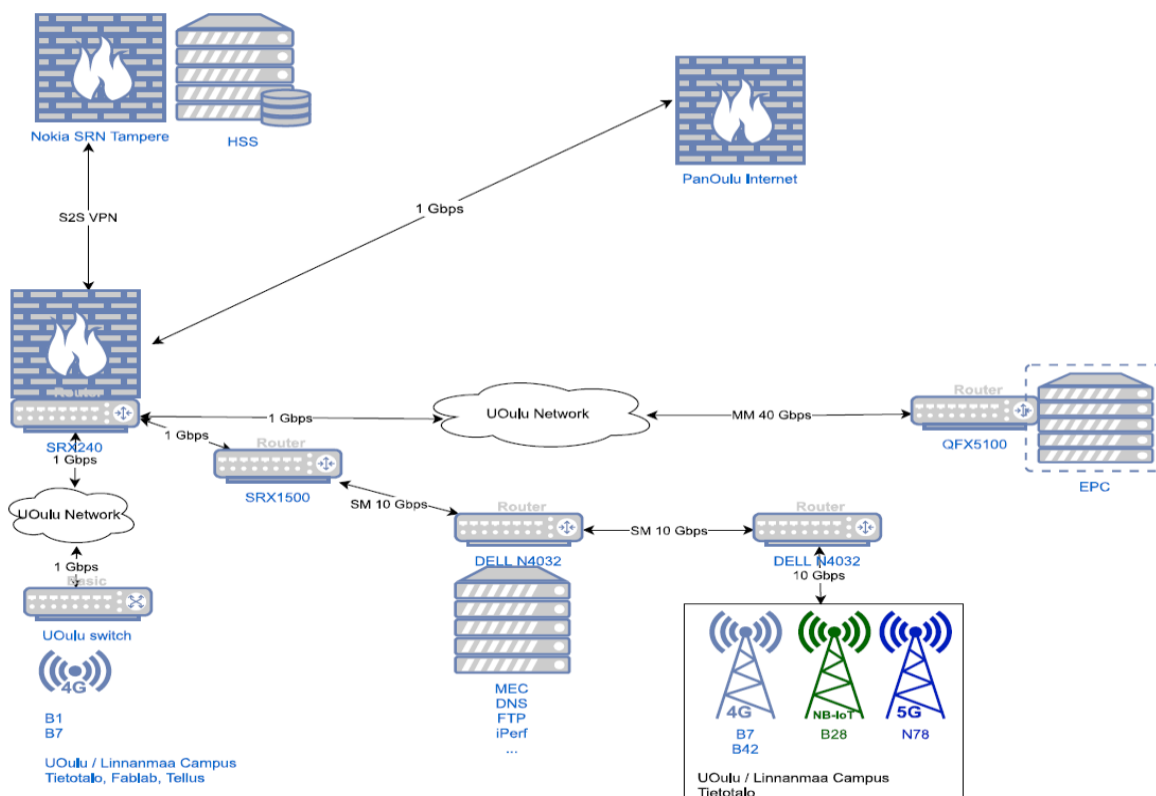 Nokia SRN Tampere
HSS
PanOulu Internet
1 Gbps
S2S VPN
Router
SRX240
1 Gbps
UOulu Network
MM 40 Gbps
Router
QFX5100
EPC
1 Gbps
Router
SRX1500
1 Gbps
UOulu Network
1 Gbps
Basic
UOulu switch
SM 10 Gbps
Router
DELL N4032
SM 10 Gbps
Router
DELL N4032
10 Gbps
4G
B1
B7
UOulu / Linnanmaa Campus
Tietotalo, Fablab, Tellus
MEC
DNS
FTP
iPerf
...
4G
NB-IoT
5G
B7
B42
B28
N78
UOulu / Linnanmaa Campus
Tietotalo